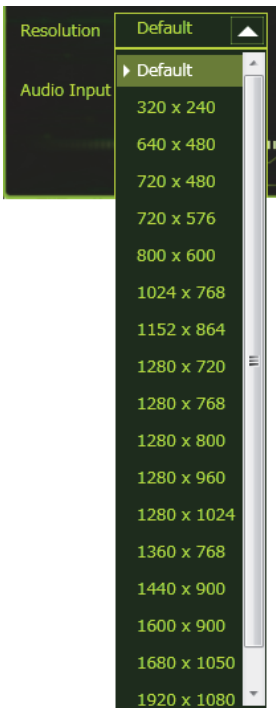 Resolution Default
Default
Audio Input
320 x 240
640 x 480
720 x 480
720 x 576
800 x 600
1024 x 768
1152 x 864
1280 x 720
1280 x 768
1280 x 800
1280 x 960
1280 x 1024
1360 x 768
1440 x 900
1600 x 900
1680 x 1050
1920 x 1080